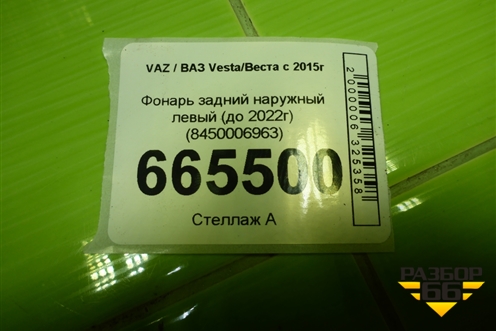 VAZ / ВАЗ Vesta/Веста с 2015г
Фонарь задний наружный
левый (до 2022г)
(8450006963)
665500
Стеллаж А
2000006325358
РАЗБОР
66